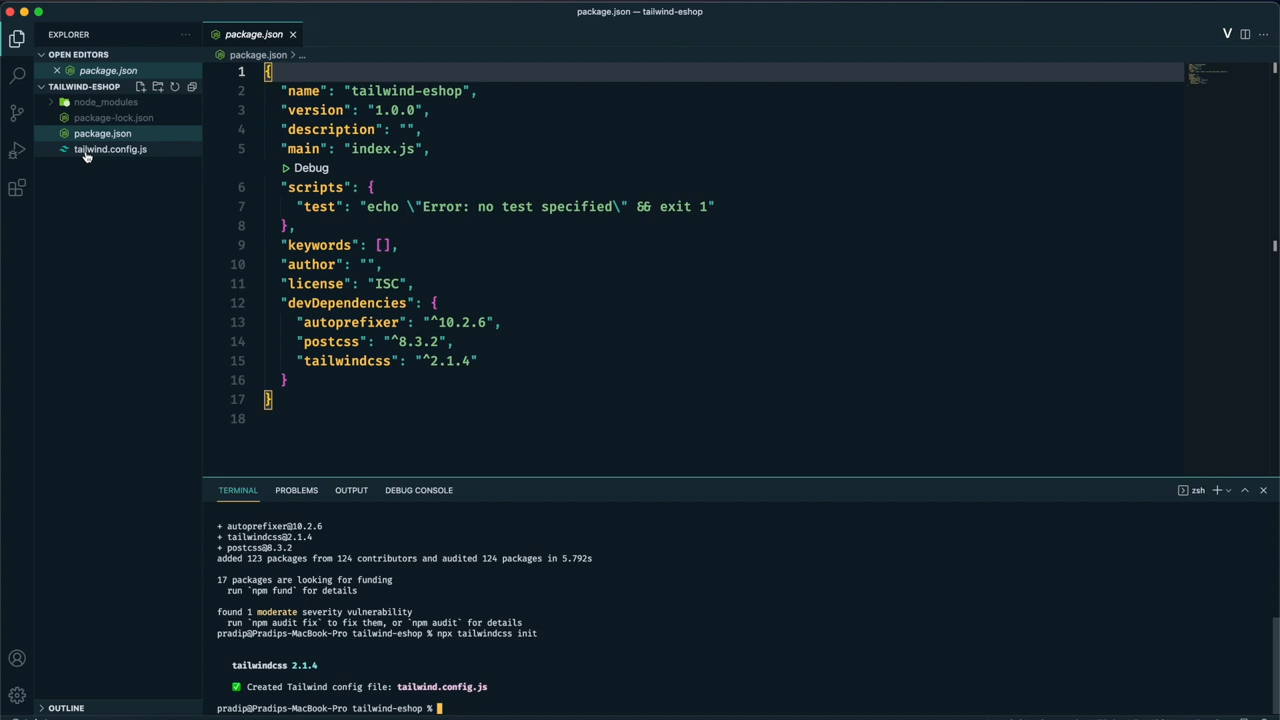 package.json — tailwind-eshop
EXPLORER
OPEN EDITORS
package.json
TAILWIND-ESHOP
node_modules
package-lock.json
package.json
tailwind.config.js
OUTLINE
package.json
package.json > ...
1 {
2 "name": "tailwind-eshop",
3 "version": "1.0.0",
4 "description": "",
5 "main": "index.js",
Debug
6 "scripts": {
7 "test": "echo \"Error: no test specified\" && exit 1"
8 },
9 "keywords": [],
10 "author": "",
11 "license": "ISC",
12 "devDependencies": {
13 "autoprefixer": "^10.2.6",
14 "postcss": "^8.3.2",
15 "tailwindcss": "^2.1.4"
16 }
17 }
18
TERMINAL PROBLEMS OUTPUT DEBUG CONSOLE
zsh
+ autoprefixer@10.2.6
+ tailwindcss@2.1.4
+ postcss@8.3.2
added 123 packages from 124 contributors and audited 124 packages in 5.792s
17 packages are looking for funding
run `npm fund` for details
found 1 moderate severity vulnerability
run `npm audit fix` to fix them, or `npm audit` for details
pradip@Pradips-MacBook-Pro tailwind-eshop % npx tailwindcss init
tailwindcss 2.1.4
✅ Created Tailwind config file: tailwind.config.js
pradip@Pradips-MacBook-Pro tailwind-eshop %